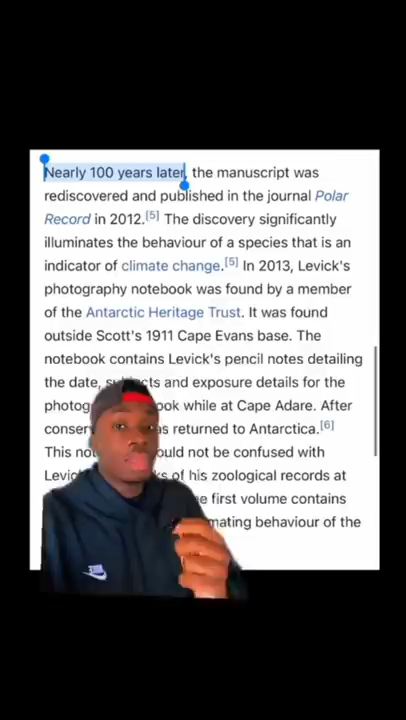 Nearly 100 years later, the manuscript was
rediscovered and published in the journal Polar
Record in 2012.[5] The discovery significantly
illuminates the behaviour of a species that is an
indicator of climate change.[5] In 2013, Levick's
photography notebook was found by a member
of the Antarctic Heritage Trust. It was found
outside Scott's 1911 Cape Evans base. The
notebook contains Levick's pencil notes detailing
the date, subjects and exposure details for the
while at Cape Adare. After
was returned to Antarctica.[6]
This not be confused with
of his zoological records at
first volume contains
behaviour of the